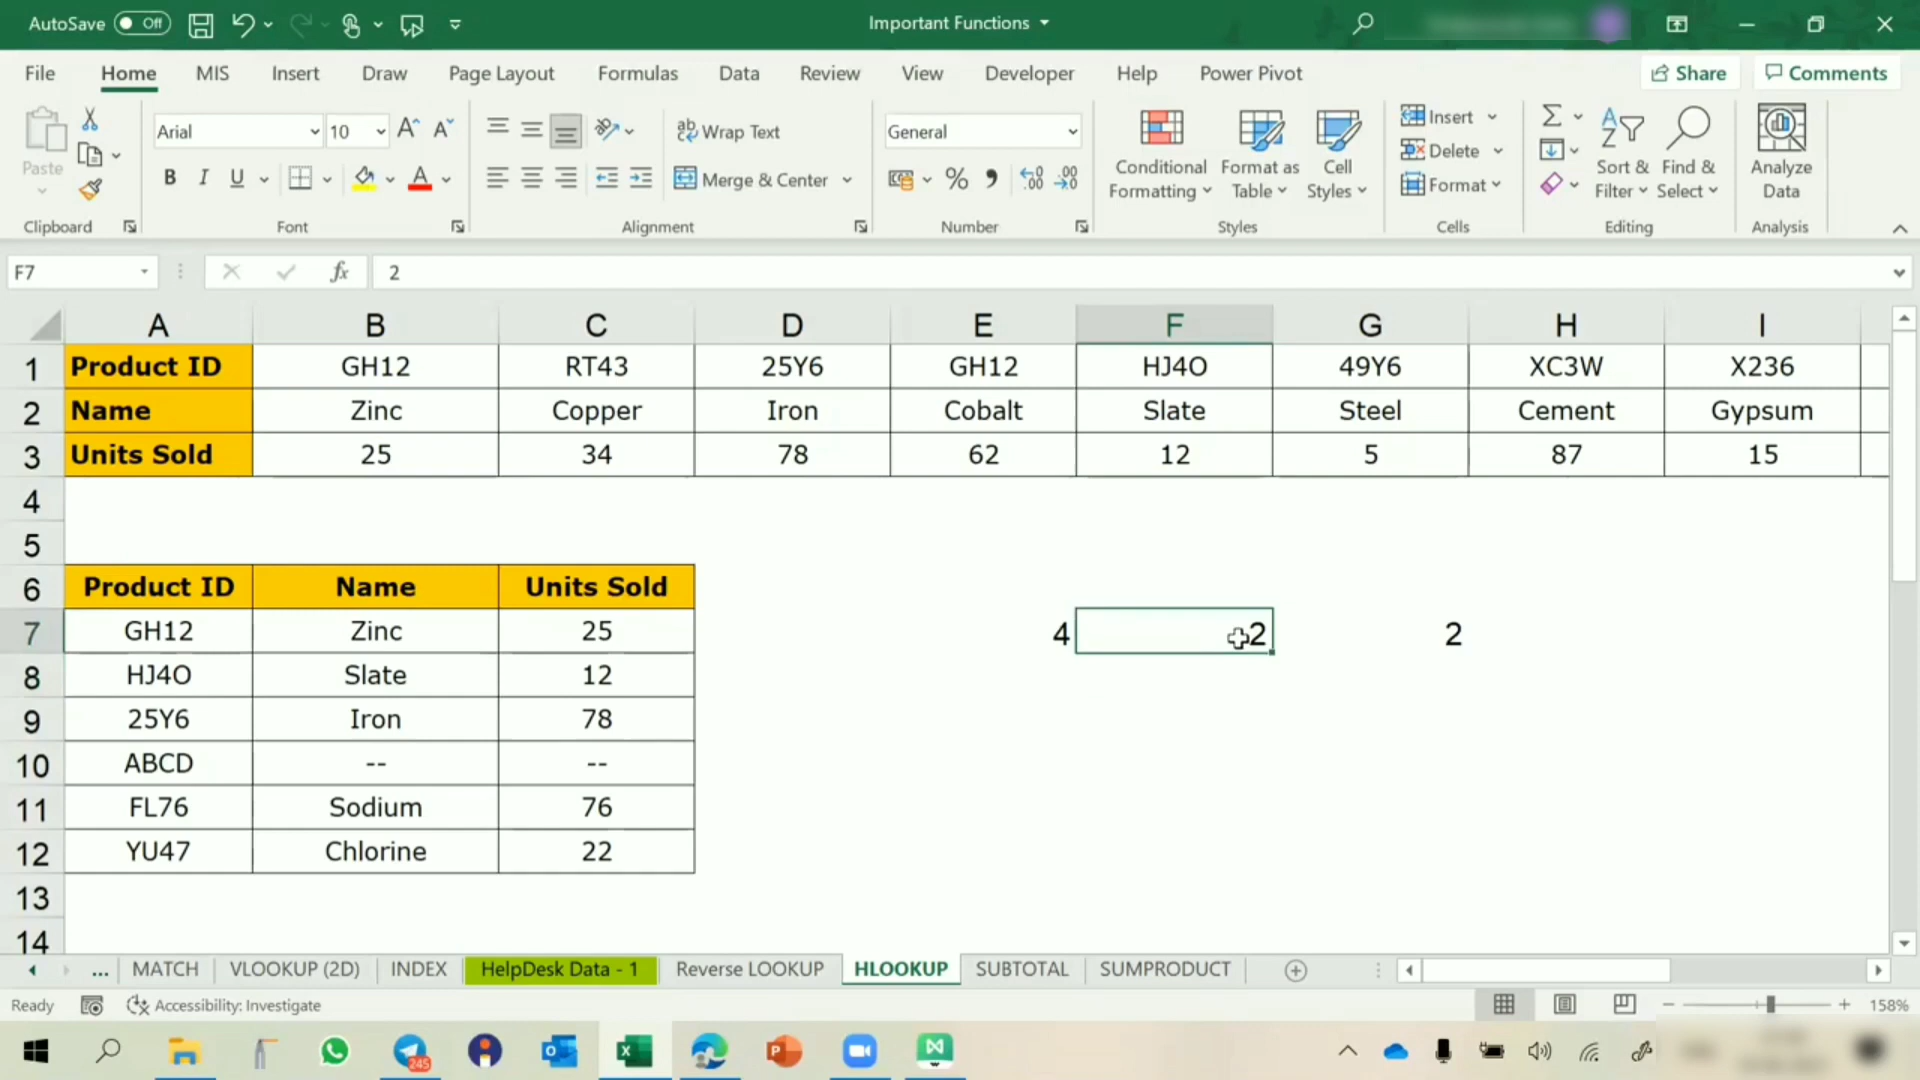 AutoSave Off Important Functions
File Home MIS Insert Draw Page Layout Formulas Data Review View Developer Help Power Pivot Share Comments
Arial 10 Wrap Text General Insert
Paste Conditional Format as Cell Delete Sort & Find & Analyze
B I U Merge & Center % Formatting Table Styles Format Filter Select Data
Clipboard Font Alignment Number Styles Cells Editing Analysis
F7 fx 2
A B C D E F G H I
1 Product ID GH12 RT43 25Y6 GH12 HJ4O 49Y6 XC3W X236
2 Name Zinc Copper Iron Cobalt Slate Steel Cement Gypsum
3 Units Sold 25 34 78 62 12 5 87 15
4
5
6 Product ID Name Units Sold
7 GH12 Zinc 25 4 2 2
8 HJ4O Slate 12
9 25Y6 Iron 78
10 ABCD -- --
11 FL76 Sodium 76
12 YU47 Chlorine 22
13
14
... MATCH VLOOKUP (2D) INDEX HelpDesk Data - 1 Reverse LOOKUP HLOOKUP SUBTOTAL SUMPRODUCT
Ready Accessibility: Investigate 158%
245